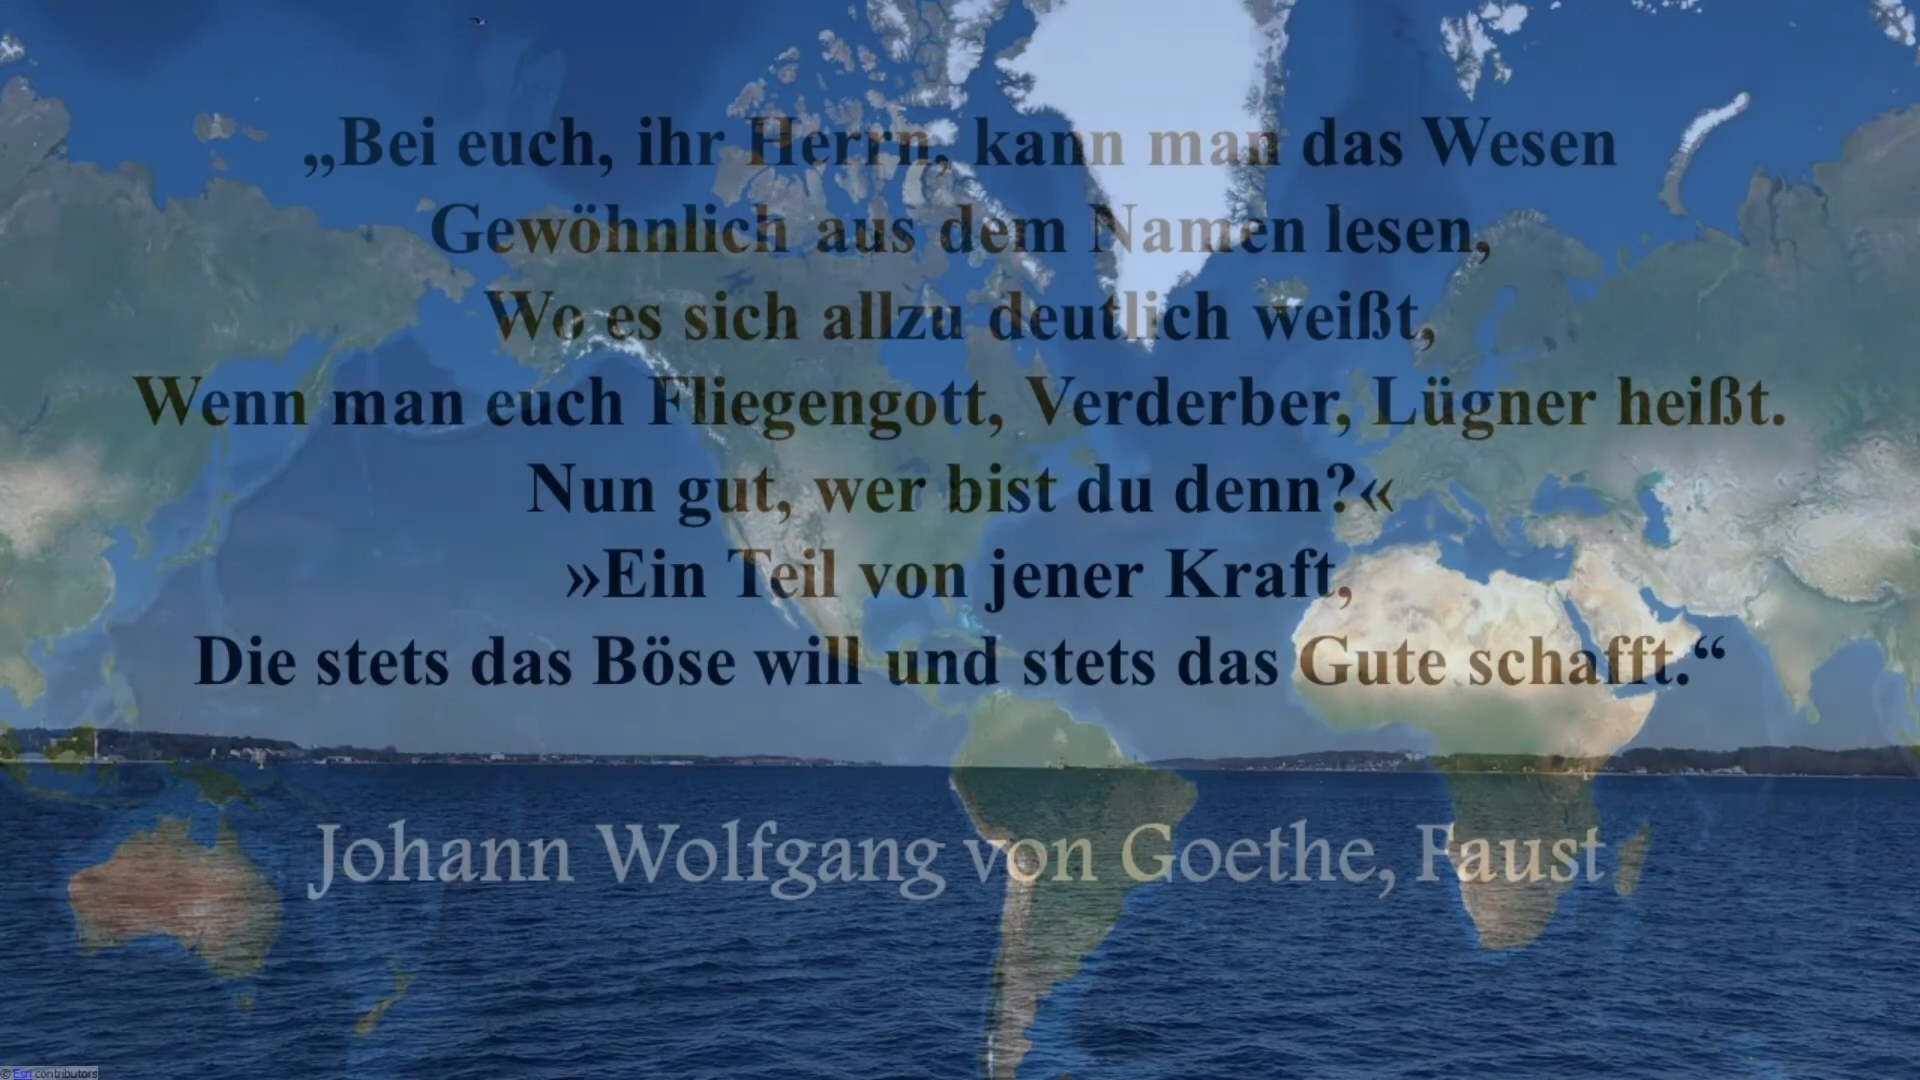 „Bei euch, ihr Herrn, kann man das Wesen
Gewöhnlich aus dem Namen lesen,
Wo es sich allzu deutlich weißt,
Wenn man euch Fliegengott, Verderber, Lügner heißt.
Nun gut, wer bist du denn?«
»Ein Teil von jener Kraft,
Die stets das Böse will und stets das Gute schafft.“
Johann Wolfgang von Goethe, Faust
© Esri contributors